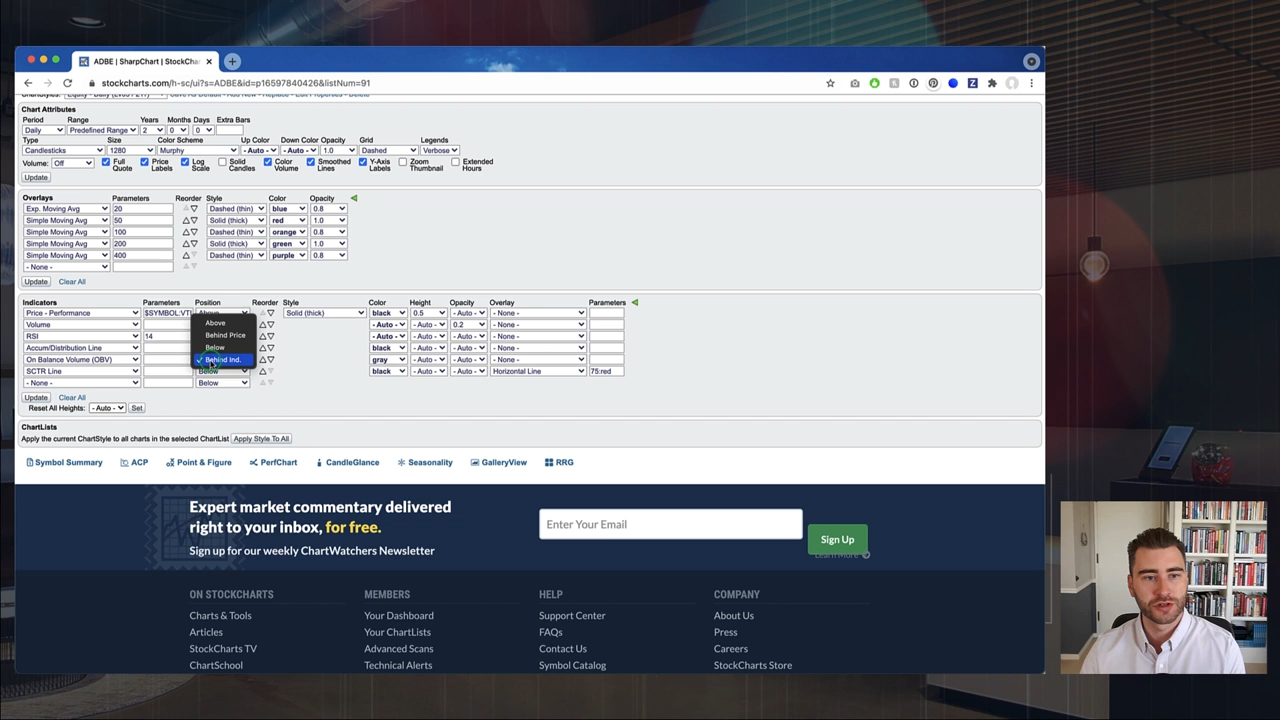 ADBE | SharpChart | StockChar
stockcharts.com/h-sc/ui?s=ADBE&id=p16597840426&listNum=91
Chart Attributes
Period Range Years Months Days Extra Bars
Daily Predefined Range 2 0 0
Type Size Color Scheme Up Color Down Color Opacity Grid Legends
Candlesticks 1280 Murphy - Auto - - Auto - 1.0 Dashed Verbose
Volume: Off Full Quote Price Labels Log Scale Solid Candles Color Volume Smoothed Lines Y-Axis Labels Zoom Thumbnail Extended Hours
Update
Overlays Parameters Reorder Style Color Opacity
Exp. Moving Avg 20 Dashed (thin) blue 0.8
Simple Moving Avg 50 Solid (thick) red 1.0
Simple Moving Avg 100 Dashed (thin) orange 0.8
Simple Moving Avg 200 Solid (thick) green 1.0
Simple Moving Avg 400 Dashed (thin) purple 0.8
- None -
Update Clear All
Indicators Parameters Position Reorder Style Color Height Opacity Overlay Parameters
Price - Performance $SYMBOL:VTI Above Solid (thick) black 0.5 - Auto - - None -
Volume - Auto - - Auto - 0.2 - None -
RSI 14 - Auto - - Auto - - Auto - - None -
Accum/Distribution Line black - Auto - - Auto - - None -
On Balance Volume (OBV) gray - Auto - - Auto - - None -
SCTR Line Below black - Auto - - Auto - Horizontal Line 75:red
- None - Below
Above
Behind Price
Below
✓ Behind Ind.
Update Clear All
Reset All Heights: - Auto - Set
ChartLists
Apply the current ChartStyle to all charts in the selected ChartList Apply Style To All
Symbol Summary ACP Point & Figure PerfChart CandleGlance Seasonality GalleryView RRG
Expert market commentary delivered
right to your inbox, for free.
Sign up for our weekly ChartWatchers Newsletter
Enter Your Email
Sign Up
Learn More
ON STOCKCHARTS MEMBERS HELP COMPANY
Charts & Tools Your Dashboard Support Center About Us
Articles Your ChartLists FAQs Press
StockCharts TV Advanced Scans Contact Us Careers
ChartSchool Technical Alerts Symbol Catalog StockCharts Store